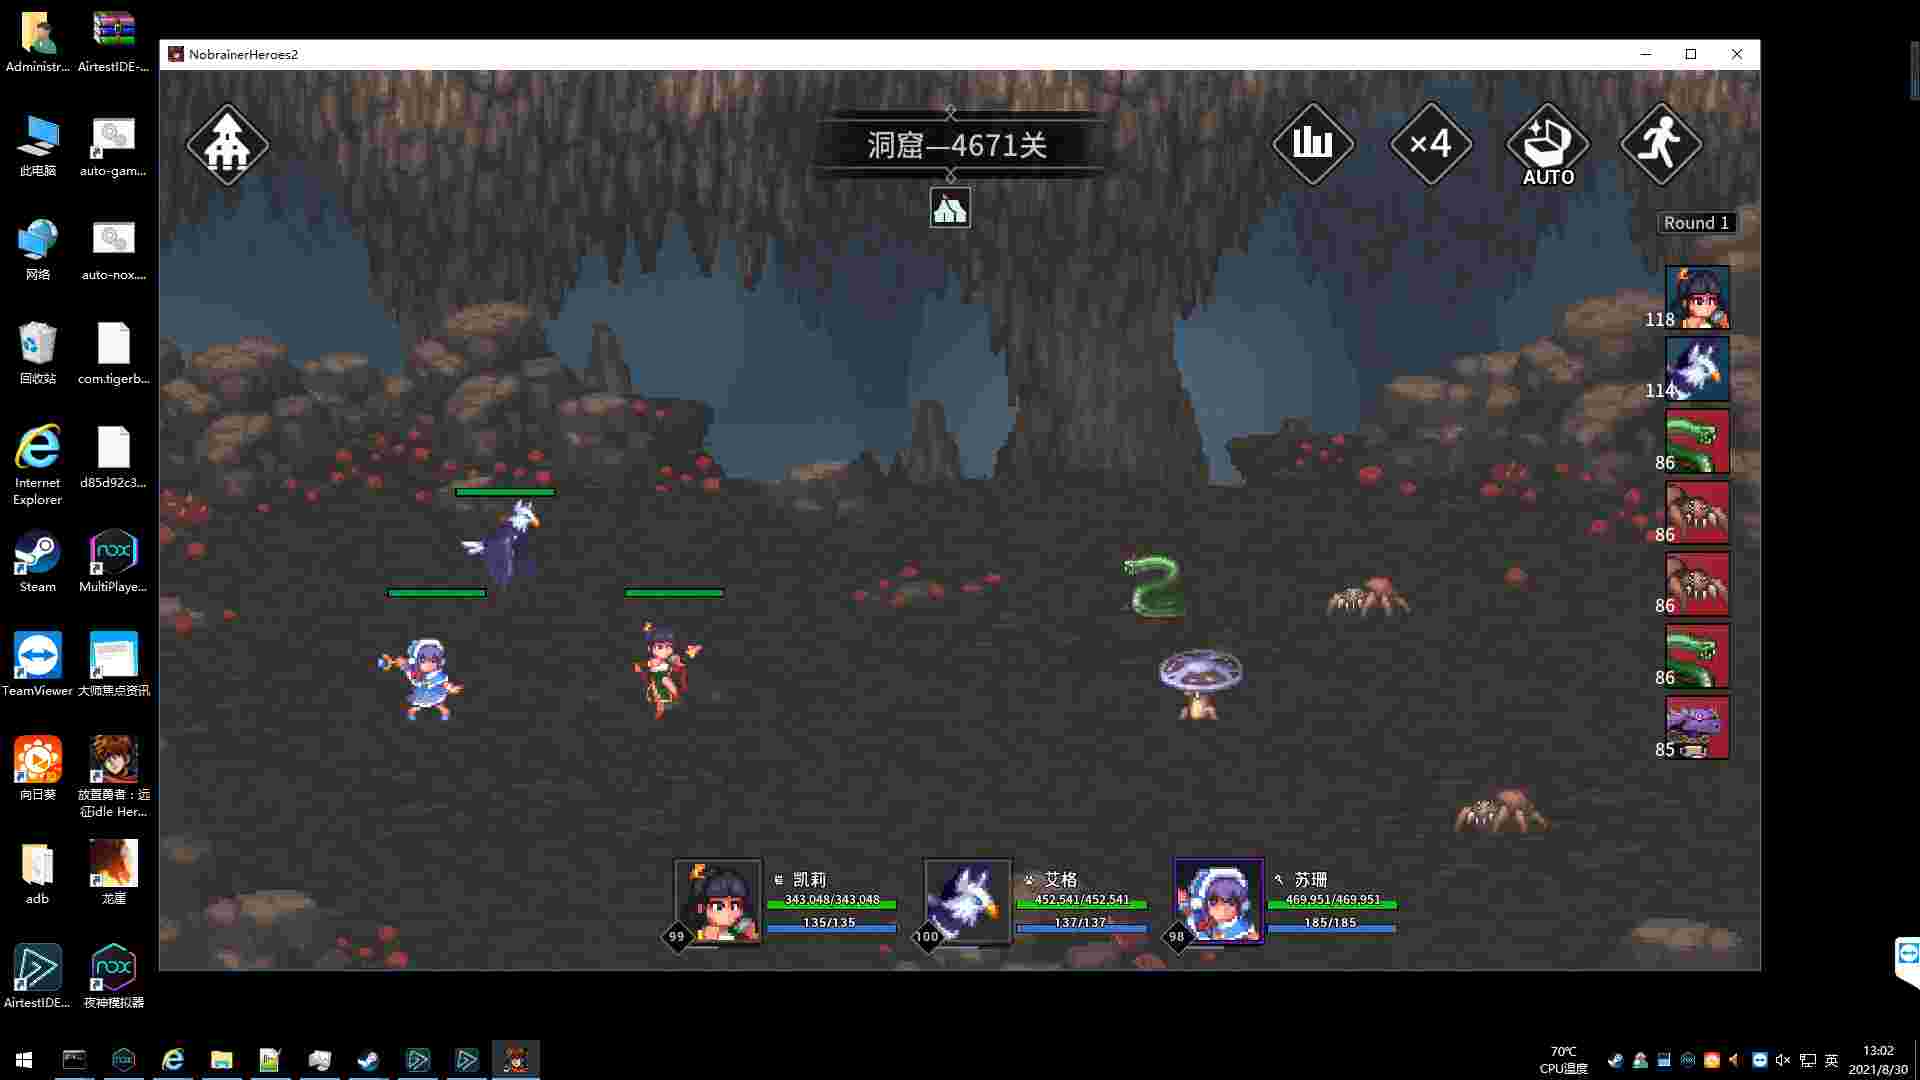 Administr...
AirtestIDE-...
此电脑
auto-gam...
网络
auto-nox....
回收站
com.tigerb...
Internet
Explorer
d85d92c3...
Steam
MultiPlaye...
TeamViewer
大师焦点资讯
向日葵
放置勇者：远
征idle Her...
adb
龙崖
AirtestIDE...
夜神模拟器
NobrainerHeroes2
洞窟—4671关
×4
AUTO
Round 1
118
114
86
86
86
86
85
凯莉
343,048/343,048
135/135
99
艾格
452,541/452,541
137/137
100
苏珊
469,951/469,951
185/185
98
70℃
CPU温度
英
13:02
2021/8/30